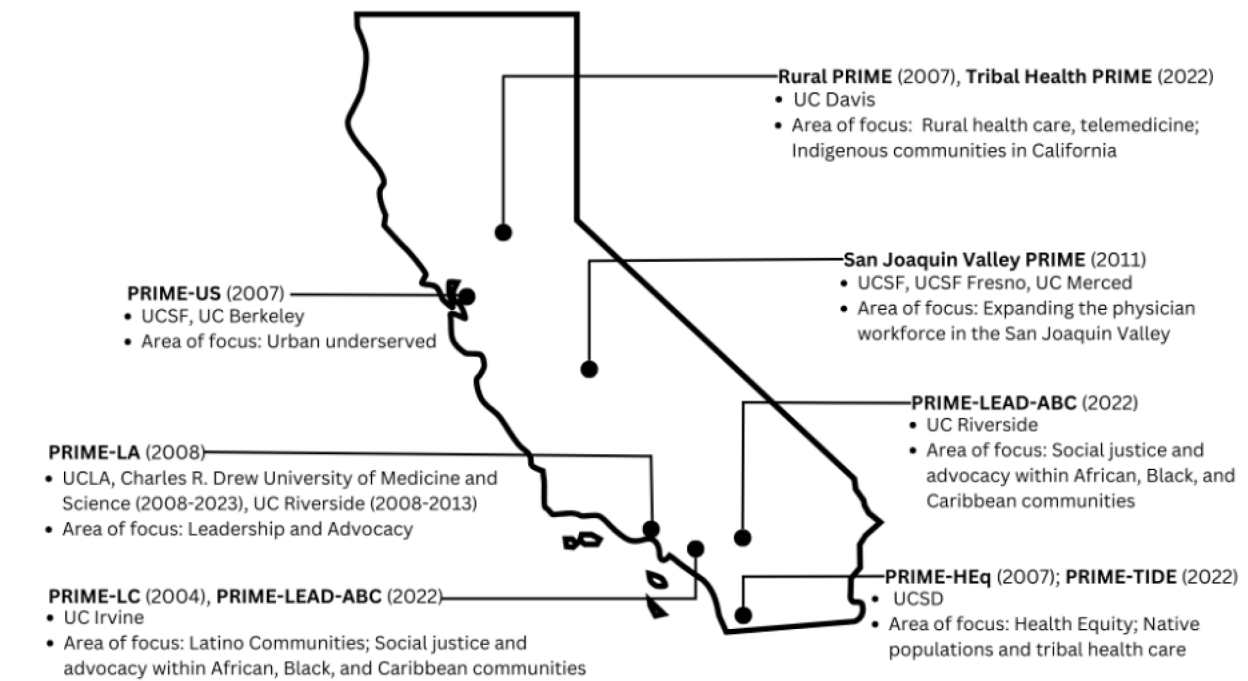 Rural PRIME (2007), Tribal Health PRIME (2022)
• UC Davis
• Area of focus: Rural health care, telemedicine;
Indigenous communities in California
San Joaquin Valley PRIME (2011)
• UCSF, UCSF Fresno, UC Merced
• Area of focus: Expanding the physician
workforce in the San Joaquin Valley
PRIME-US (2007)
• UCSF, UC Berkeley
• Area of focus: Urban underserved
PRIME-LEAD-ABC (2022)
• UC Riverside
• Area of focus: Social justice and
advocacy within African, Black, and
Caribbean communities
PRIME-LA (2008)
• UCLA, Charles R. Drew University of Medicine and
Science (2008-2023), UC Riverside (2008-2013)
• Area of focus: Leadership and Advocacy
PRIME-HEq (2007); PRIME-TIDE (2022)
• UCSD
• Area of focus: Health Equity; Native
populations and tribal health care
PRIME-LC (2004), PRIME-LEAD-ABC (2022)
• UC Irvine
• Area of focus: Latino Communities; Social justice and
advocacy within African, Black, and Caribbean communities